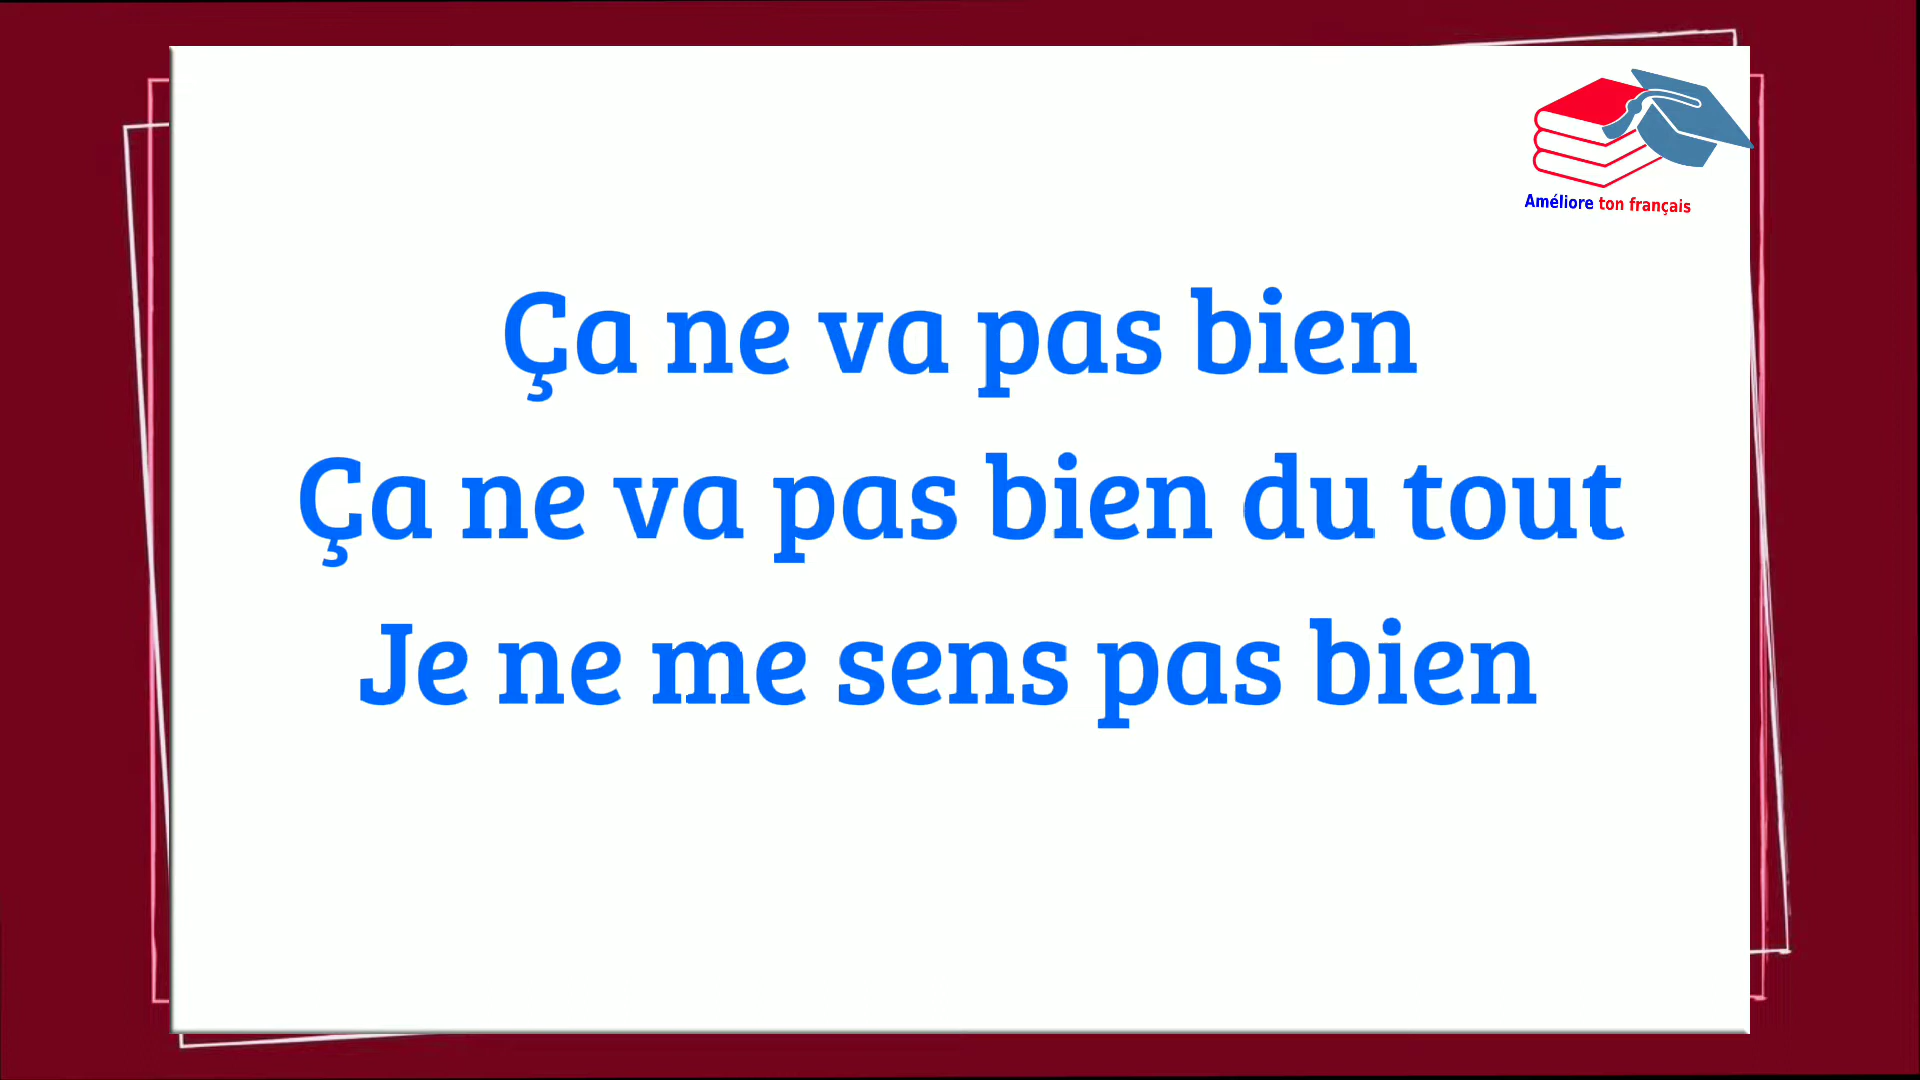 Améliore ton français
Ça ne va pas bien
Ça ne va pas bien du tout
Je ne me sens pas bien